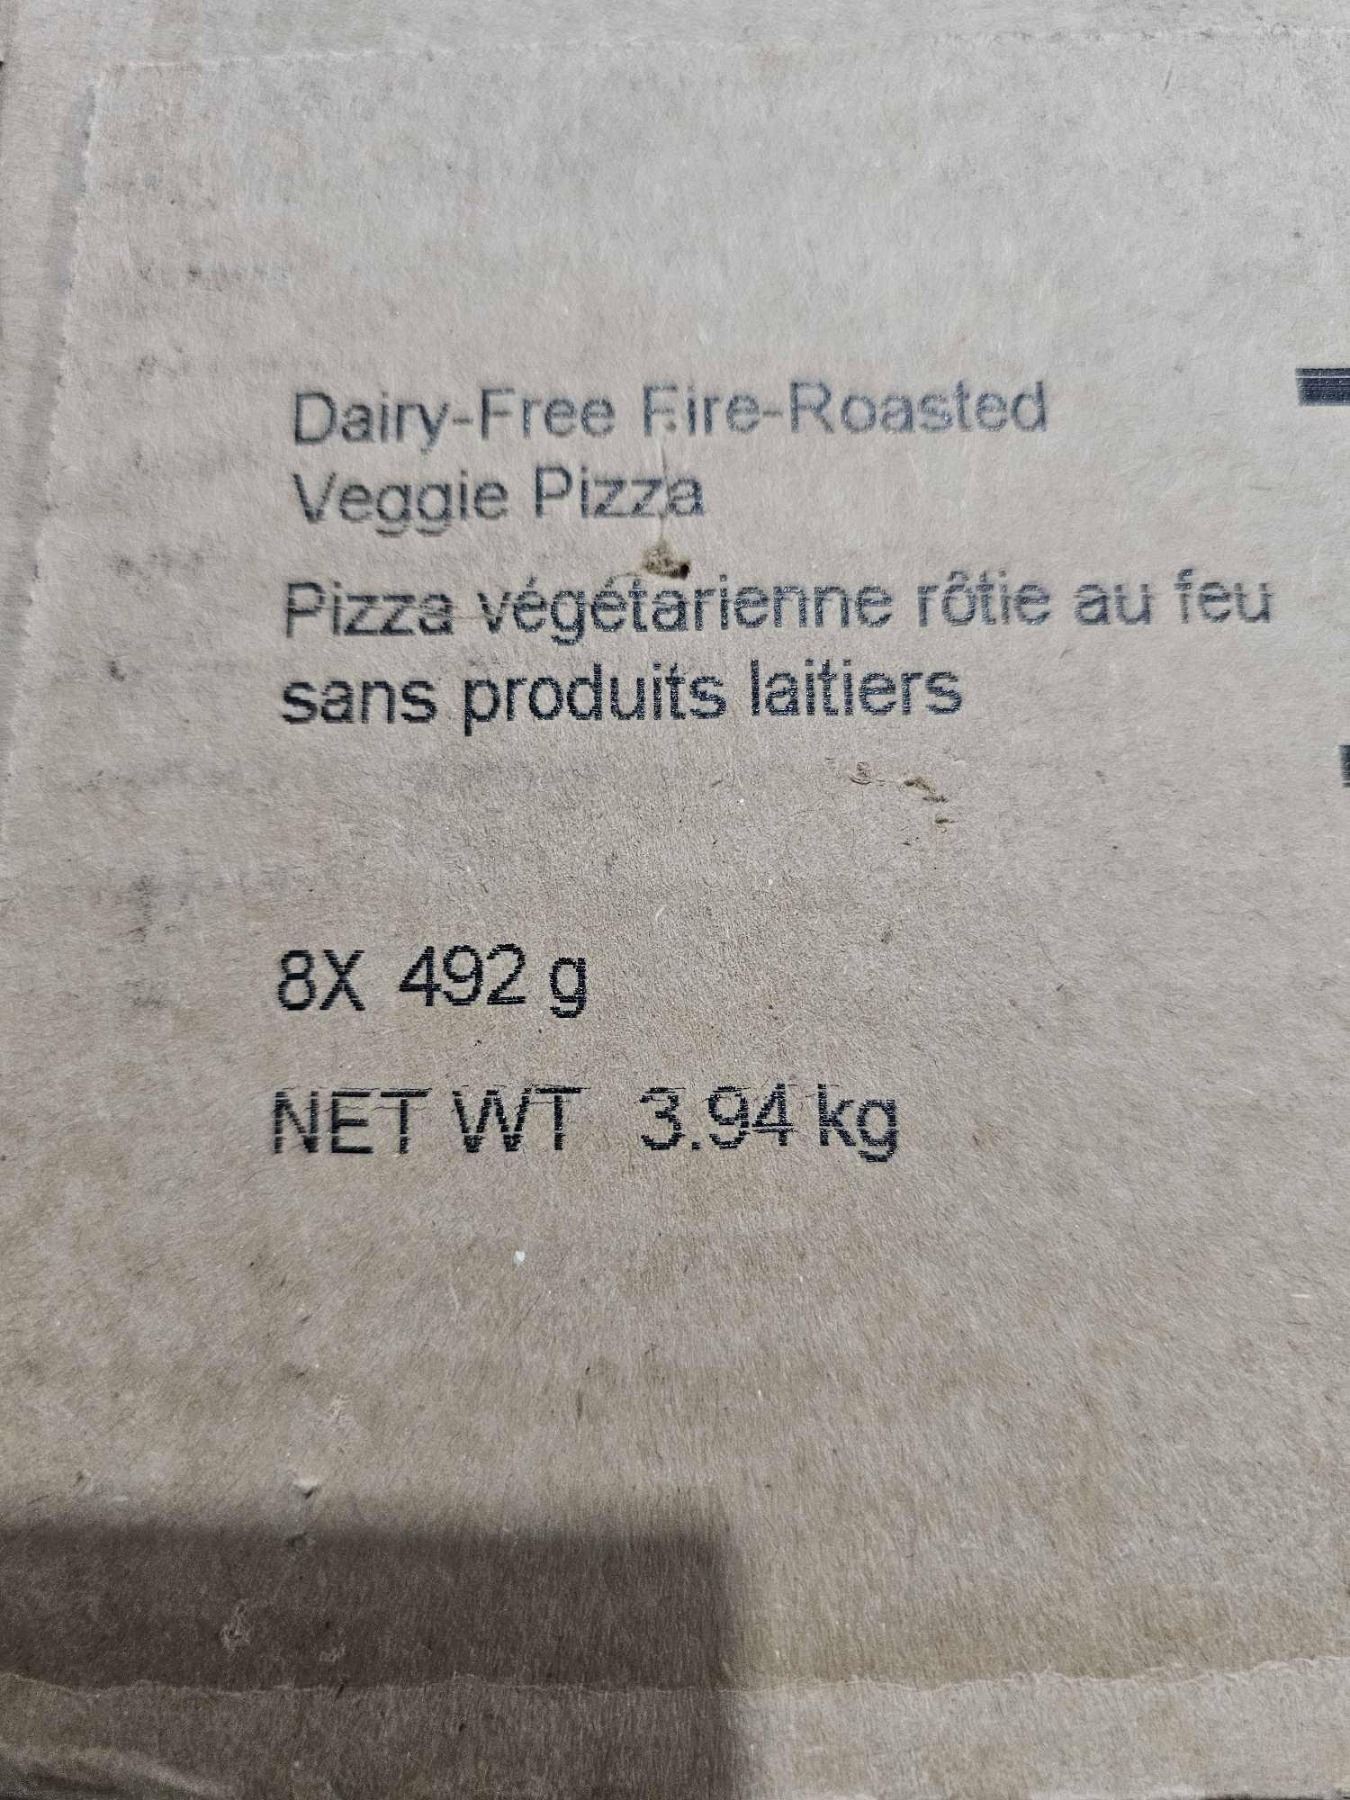 Dairy-Free Fire-Roasted
Veggie Pizza
Pizza végétarienne rôtie au feu
sans produits laitiers
8X 492 g
NET WT 3.94 kg